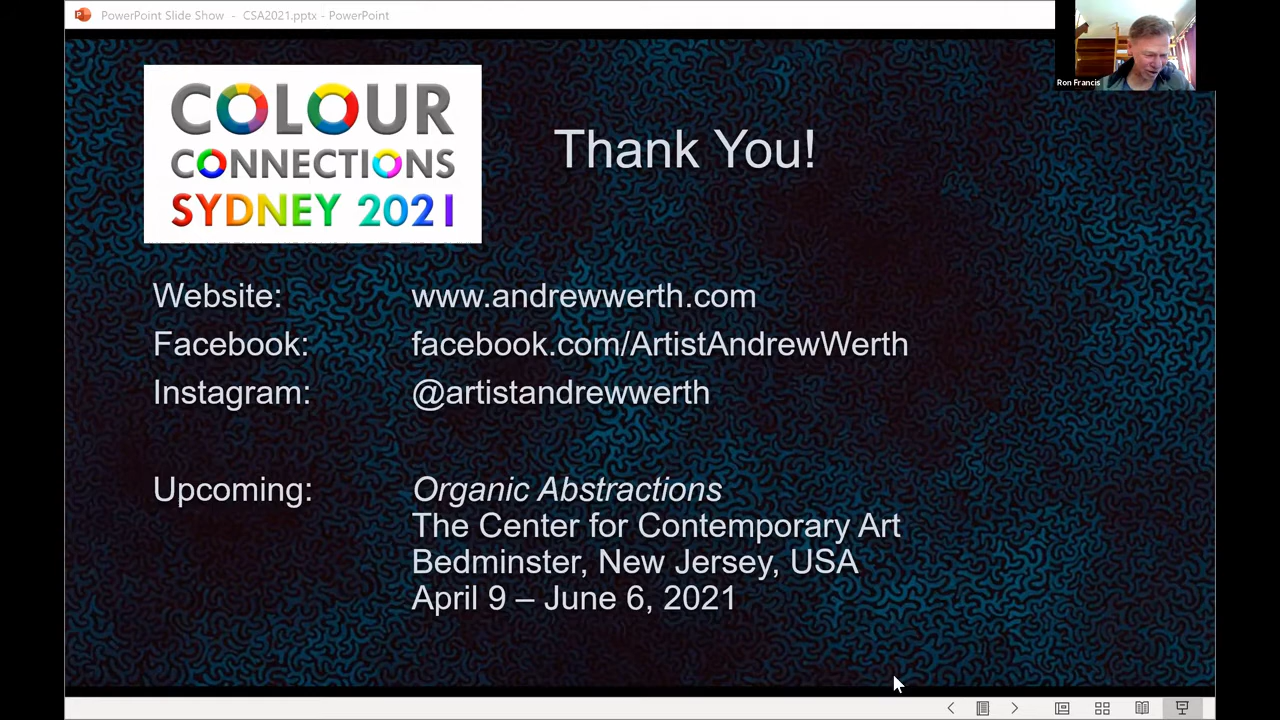 PowerPoint Slide Show - CSA2021.pptx - PowerPoint
Ron Francis
COLOUR
CONNECTIONS
SYDNEY 2021
Thank You!
Website: www.andrewwerth.com
Facebook: facebook.com/ArtistAndrewWerth
Instagram: @artistandrewwerth
Upcoming: Organic Abstractions
The Center for Contemporary Art
Bedminster, New Jersey, USA
April 9 – June 6, 2021